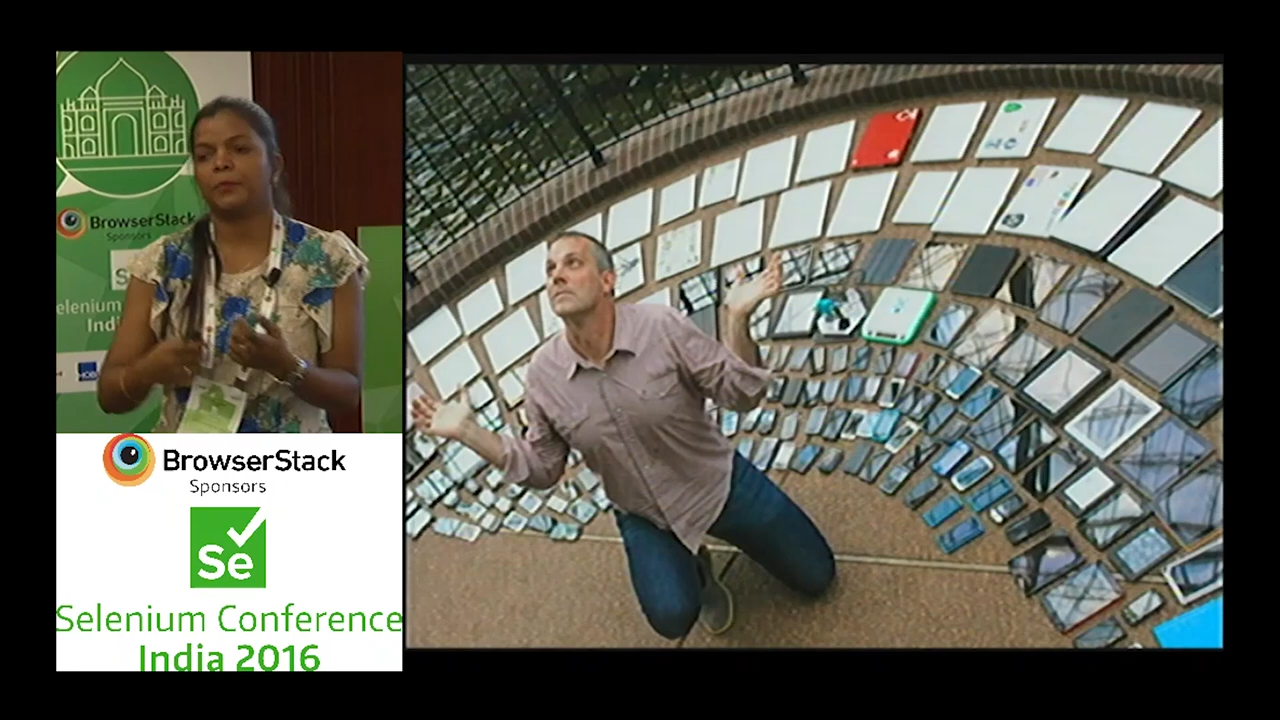 BrowserStack
Sponsors
Se
Selenium Conference
India 2016
BrowserStack
Sponsors
S
elenium
Indi